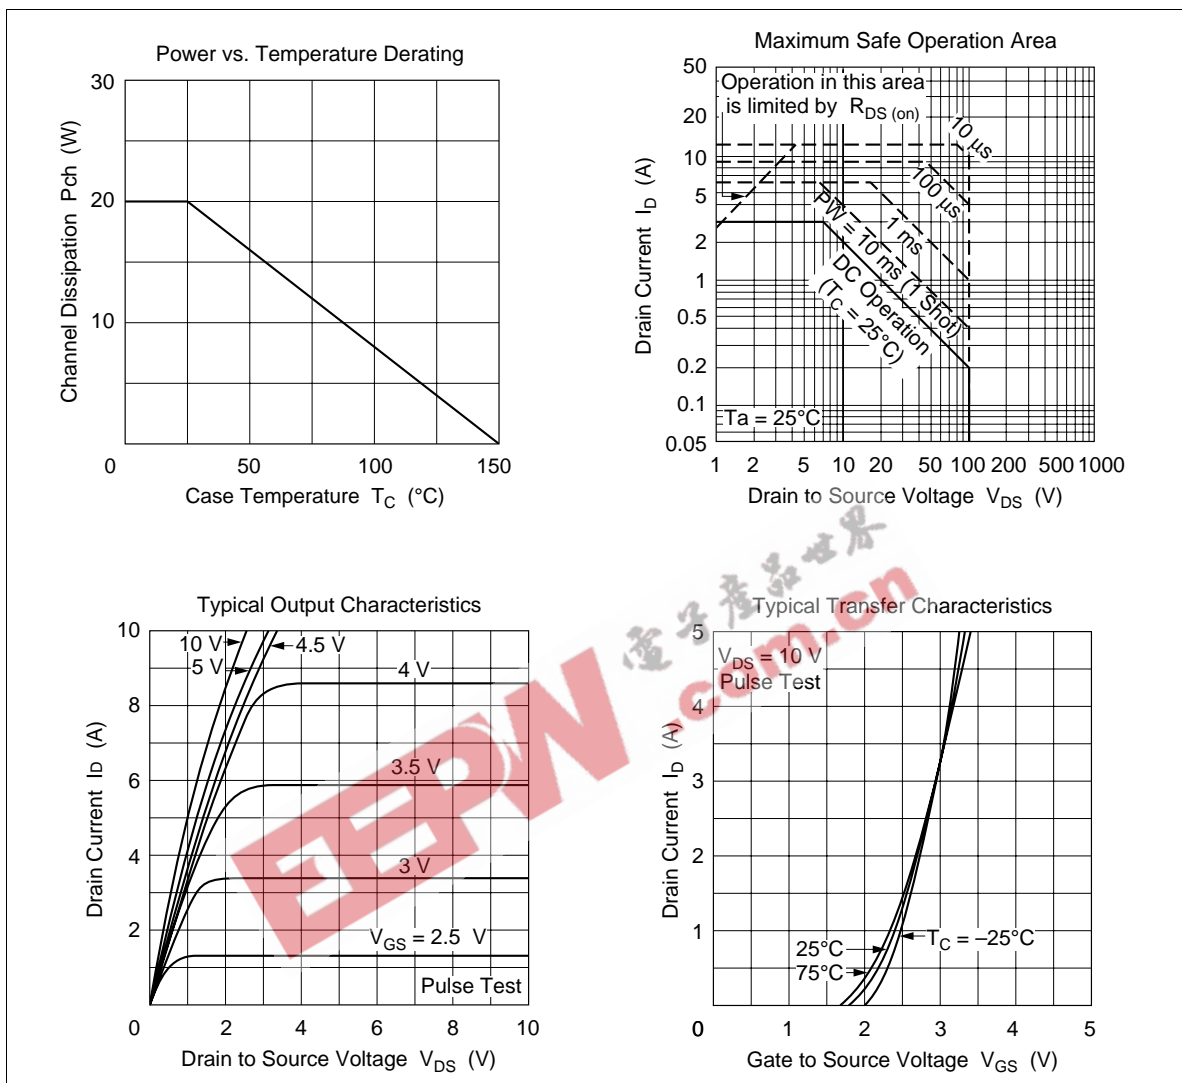 Power vs. Temperature Derating
30
20
10
Channel Dissipation Pch (W)
0
50
100
150
Case Temperature TC (°C)
Maximum Safe Operation Area
50
20
10
5
2
1
0.5
0.2
0.1
0.05
Drain Current ID (A)
Operation in this area
is limited by RDS (on)
10 µs
100 µs
1 ms
PW = 10 ms (1 Shot)
DC Operation
(TC = 25°C)
Ta = 25°C
1
2
5
10
20
50
100
200
500
1000
Drain to Source Voltage VDS (V)
Typical Output Characteristics
10
8
6
4
2
Drain Current ID (A)
10 V
5 V
4.5 V
4 V
3.5 V
3 V
VGS = 2.5 V
Pulse Test
0
2
4
6
8
10
Drain to Source Voltage VDS (V)
Typical Transfer Characteristics
5
4
3
2
1
Drain Current ID (A)
VDS = 10 V
Pulse Test
25°C
75°C
TC = –25°C
0
1
2
3
4
5
Gate to Source Voltage VGS (V)
EEPW.com.cn
電子產品世界